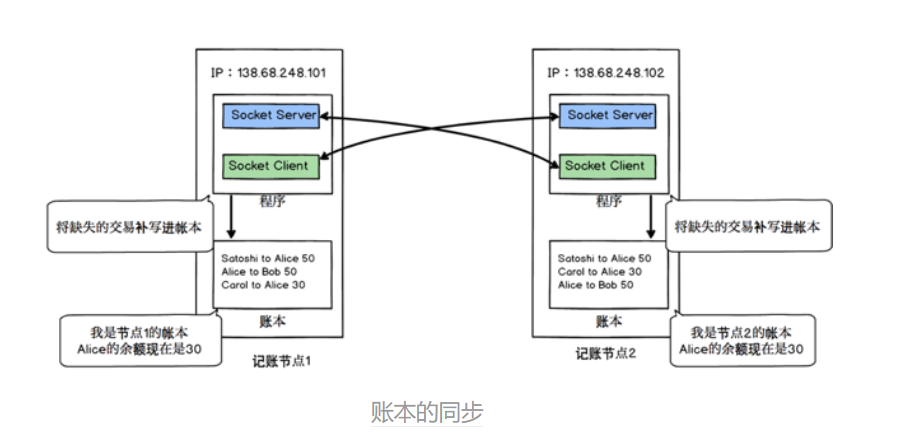 IP：138.68.248.101
Socket Server
Socket Client
程序
将缺失的交易补写进帐本
Satoshi to Alice 50
Alice to Bob 50
Carol to Alice 30
账本
我是节点1的帐本
Alice的余额现在是30
记账节点1
IP：138.68.248.102
Socket Server
Socket Client
程序
将缺失的交易补写进帐本
Satoshi to Alice 50
Carol to Alice 30
Alice to Bob 50
账本
我是节点2的帐本
Alice的余额现在是30
记账节点2
账本的同步